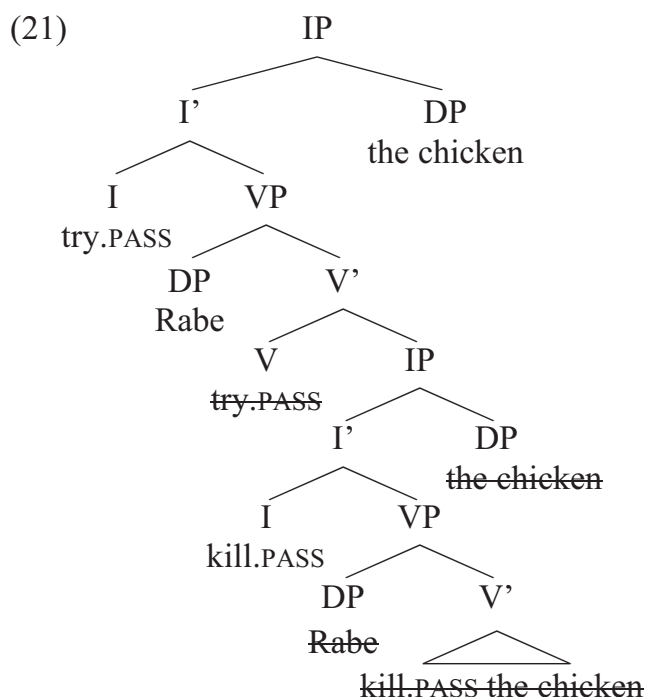 (21) IP
I’ DP
the chicken
I VP
try.PASS
DP V’
Rabe
V IP
try.PASS
I’ DP
the chicken
I VP
kill.PASS
DP V’
Rabe
kill.PASS the chicken